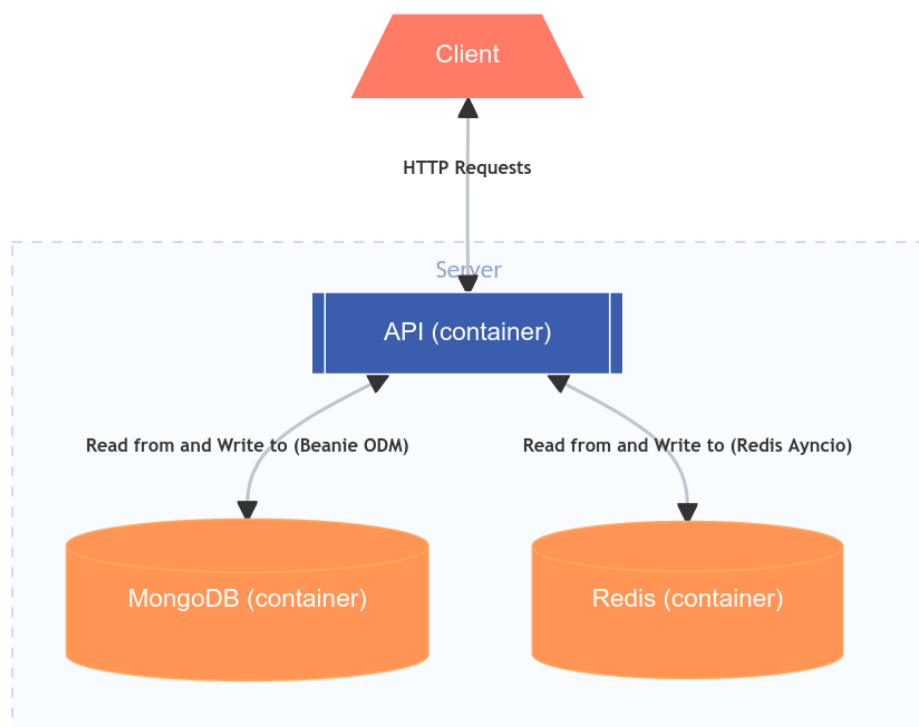 Client
HTTP Requests
Server
API (container)
Read from and Write to (Beanie ODM)
Read from and Write to (Redis Ayncio)
MongoDB (container)
Redis (container)